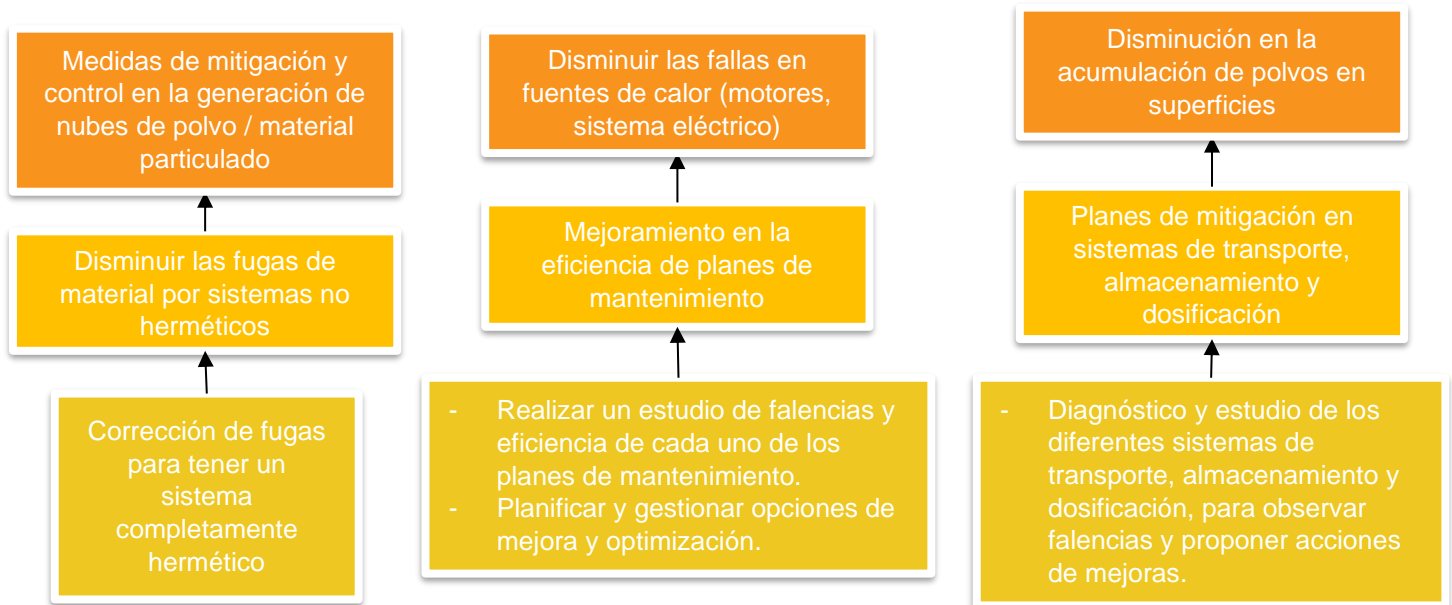 Medidas de mitigación y
control en la generación de
nubes de polvo / material
particulado
Disminuir las fugas de
material por sistemas no
herméticos
Corrección de fugas
para tener un
sistema
completamente
hermético
Disminuir las fallas en
fuentes de calor (motores,
sistema eléctrico)
Mejoramiento en la
eficiencia de planes de
mantenimiento
- Realizar un estudio de falencias y
eficiencia de cada uno de los
planes de mantenimiento.
- Planificar y gestionar opciones de
mejora y optimización.
Disminución en la
acumulación de polvos en
superficies
Planes de mitigación en
sistemas de transporte,
almacenamiento y
dosificación
- Diagnóstico y estudio de los
diferentes sistemas de
transporte, almacenamiento y
dosificación, para observar
falencias y proponer acciones
de mejoras.